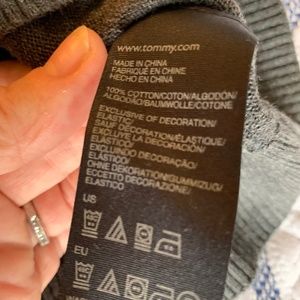 www.tommy.com
MADE IN CHINA
FABRIQUÉ EN CHINE
HECHO EN CHINA
100% COTTON/COTON/ALGODÓN/
ALGODÃO/BAUMWOLLE/COTONE
EXCLUSIVE OF DECORATION/
ELASTIC/
SAUF DÉCORATION/ÉLASTIQUE/
EXCLUYE LA DECORACIÓN/
ELÁSTICO/
EXCLUINDO DECORAÇÃO/
ELÁSTICO/
OHNE DEKORATION/GUMMIZUG/
ECCETTO DECORAZIONE/
ELASTICO
US
EU